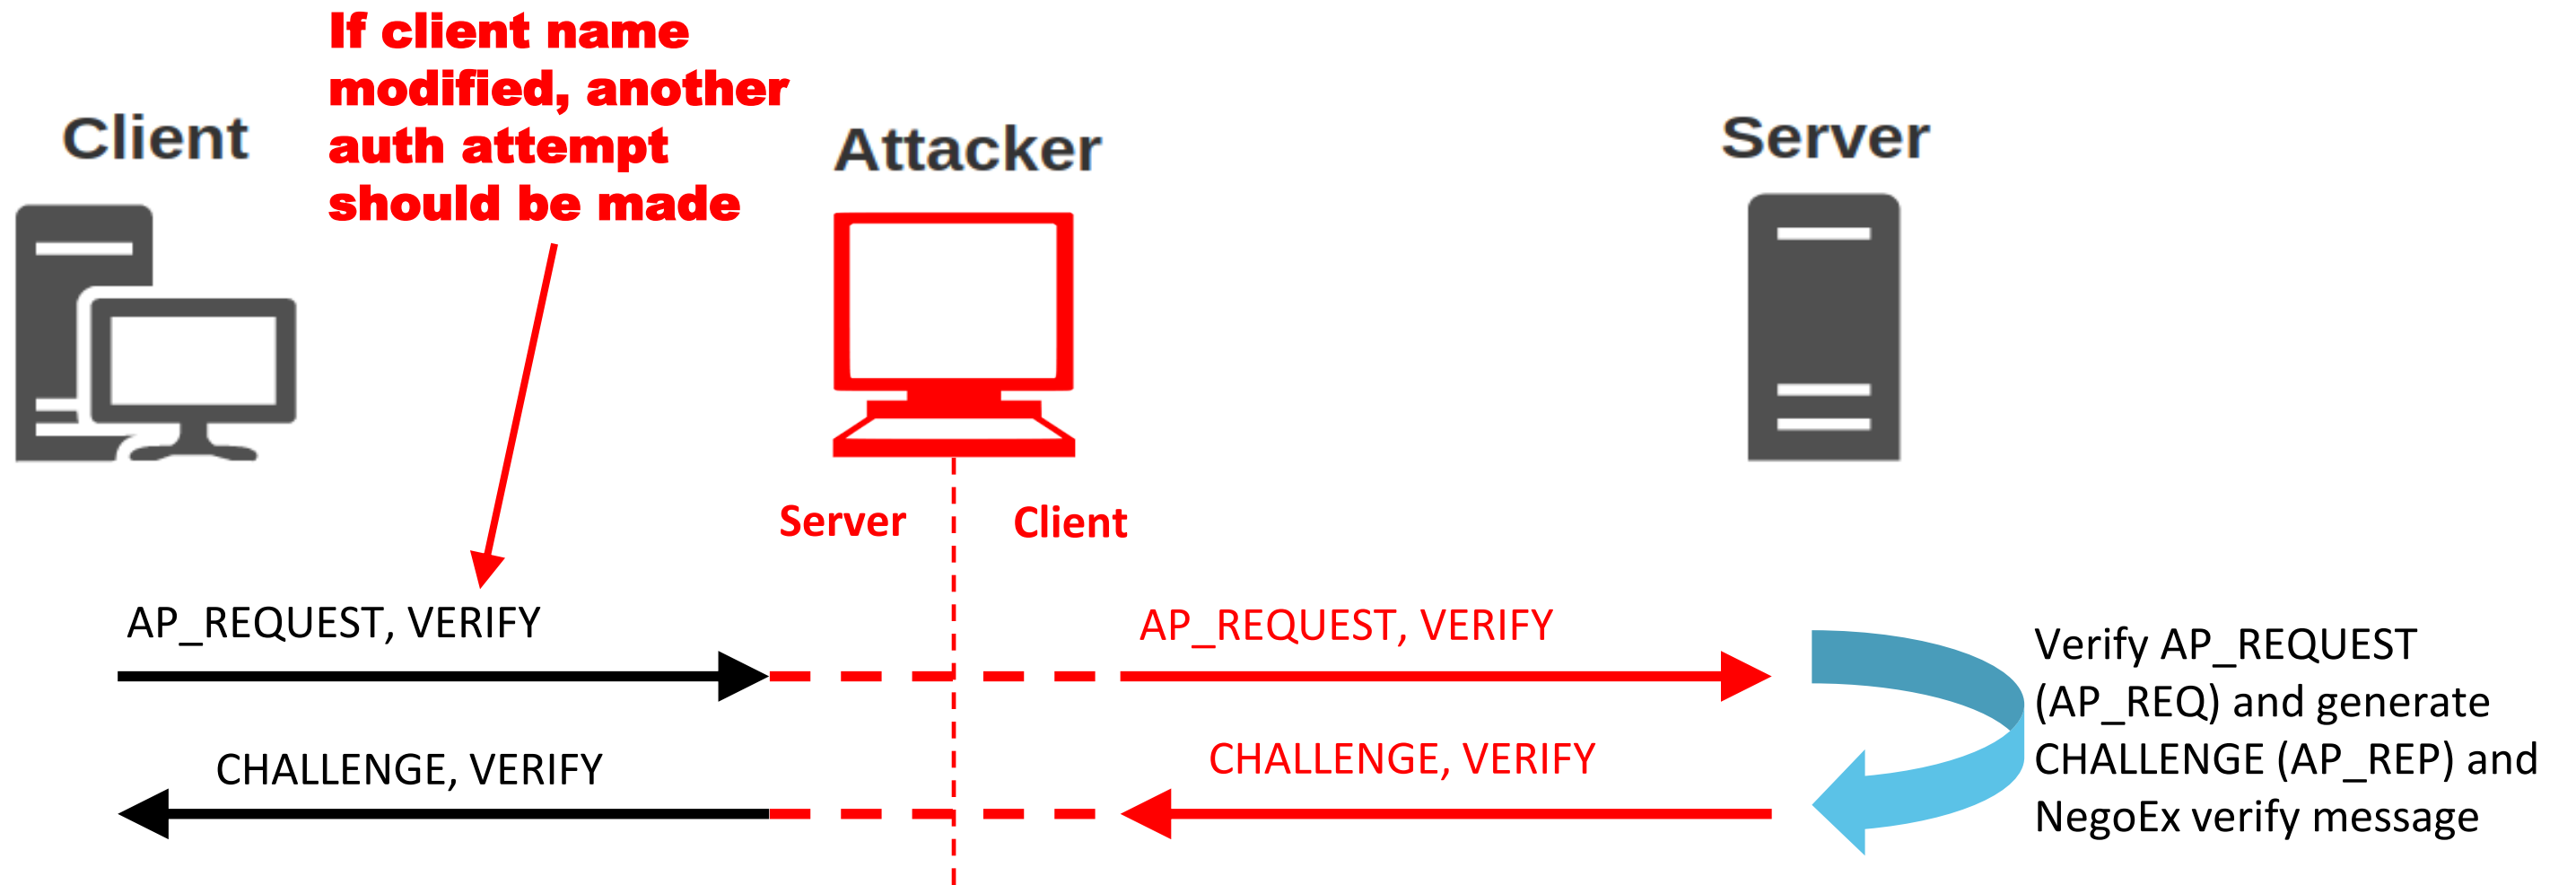 If client name
modified, another
auth attempt
should be made
Client
Attacker
Server
Server
Client
AP_REQUEST, VERIFY
AP_REQUEST, VERIFY
CHALLENGE, VERIFY
CHALLENGE, VERIFY
Verify AP_REQUEST
(AP_REQ) and generate
CHALLENGE (AP_REP) and
NegoEx verify message